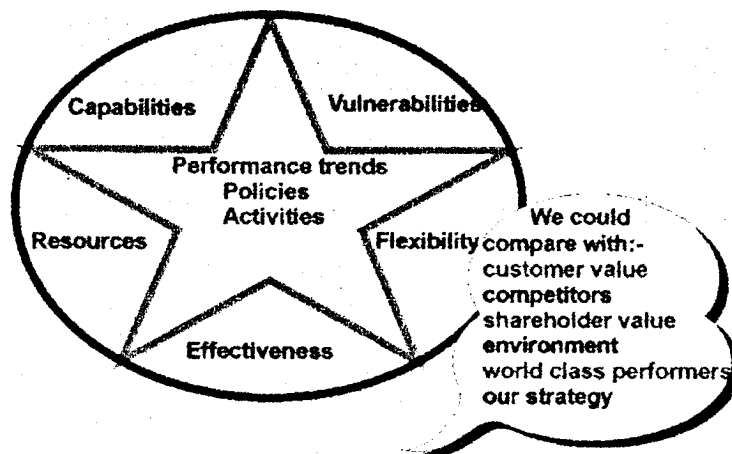 Capabilities
Vulnerabilities
Performance trends
Policies
Activities
Resources
Flexibility
Effectiveness
We could
compare with:-
customer value
competitors
shareholder value
environment
world class performers
our strategy